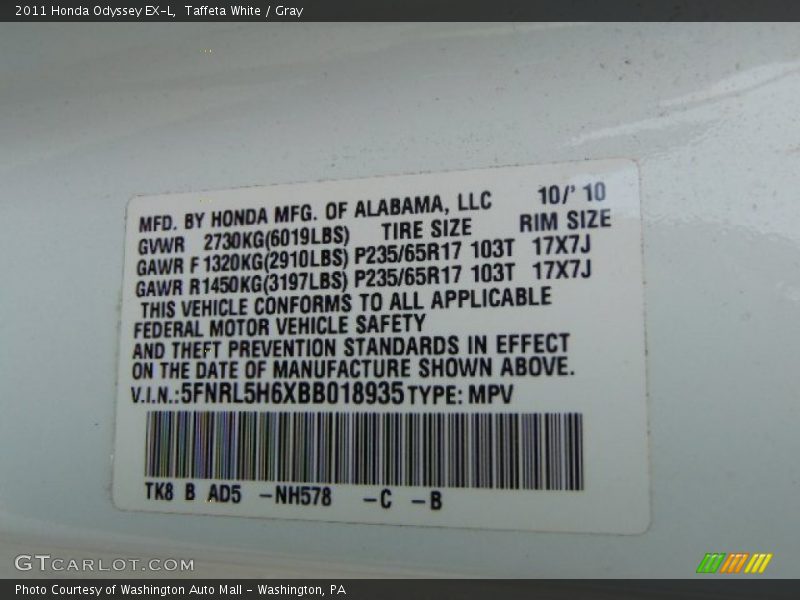 2011 Honda Odyssey EX-L, Taffeta White / Gray
MFD. BY HONDA MFG. OF ALABAMA, LLC 10/' 10
GVWR 2730KG(6019LBS) TIRE SIZE RIM SIZE
GAWR F 1320KG(2910LBS) P235/65R17 103T 17X7J
GAWR R1450KG(3197LBS) P235/65R17 103T 17X7J
THIS VEHICLE CONFORMS TO ALL APPLICABLE
FEDERAL MOTOR VEHICLE SAFETY
AND THEFT PREVENTION STANDARDS IN EFFECT
ON THE DATE OF MANUFACTURE SHOWN ABOVE.
V.I.N.:5FNRL5H6XBB018935 TYPE: MPV
TK8 B AD5 -NH578 -C -B
GTCARLOT.COM
Photo Courtesy of Washington Auto Mall - Washington, PA